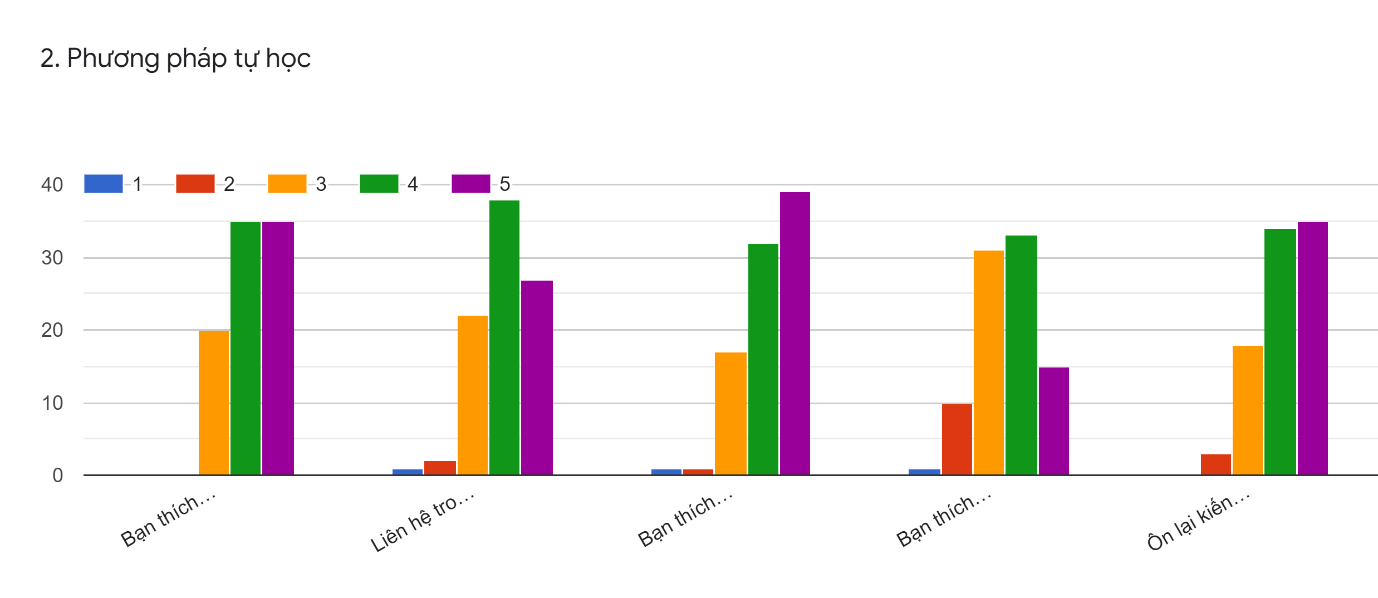 2. Phương pháp tự học
40 1 2 3 4 5
30
20
10
0
Bạn thích...
Liên hệ tro...
Bạn thích...
Bạn thích...
Ôn lại kiến...